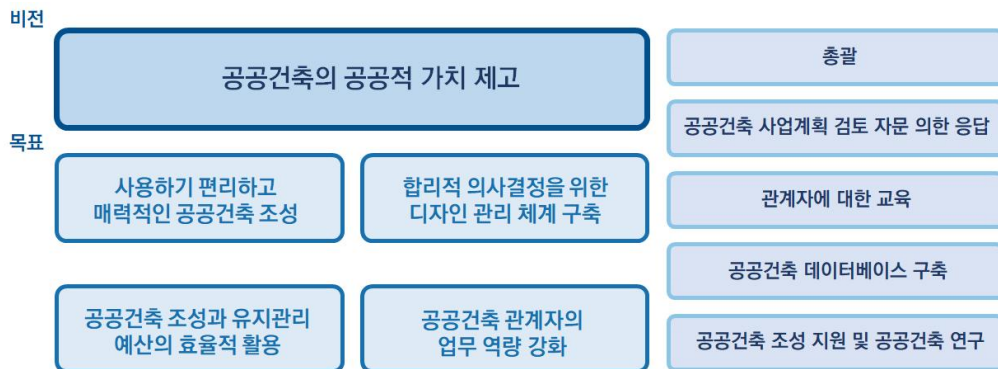 비전
공공건축의 공공적 가치 제고
목표
사용하기 편리하고
매력적인 공공건축 조성
합리적 의사결정을 위한
디자인 관리 체계 구축
공공건축 조성과 유지관리
예산의 효율적 활용
공공건축 관계자의
업무 역량 강화
총괄
공공건축 사업계획 검토 자문 의한 응답
관계자에 대한 교육
공공건축 데이터베이스 구축
공공건축 조성 지원 및 공공건축 연구